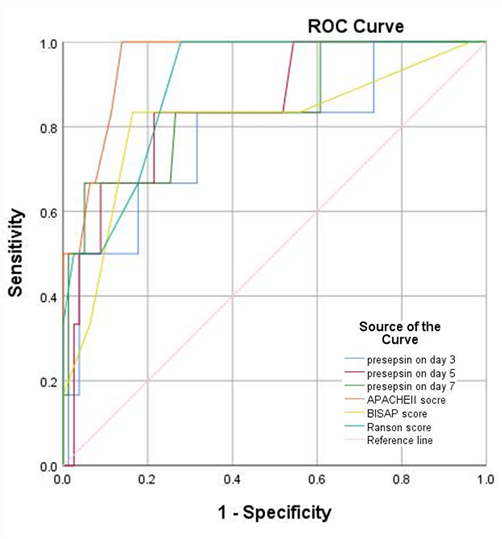 ROC Curve
1.0
0.8
0.6
0.4
0.2
0.0
Sensitivity
0.0 0.2 0.4 0.6 0.8 1.0
1 - Specificity
Source of the
Curve
presepsin on day 3
presepsin on day 5
presepsin on day 7
APACHEII socre
BISAP score
Ranson score
Reference line